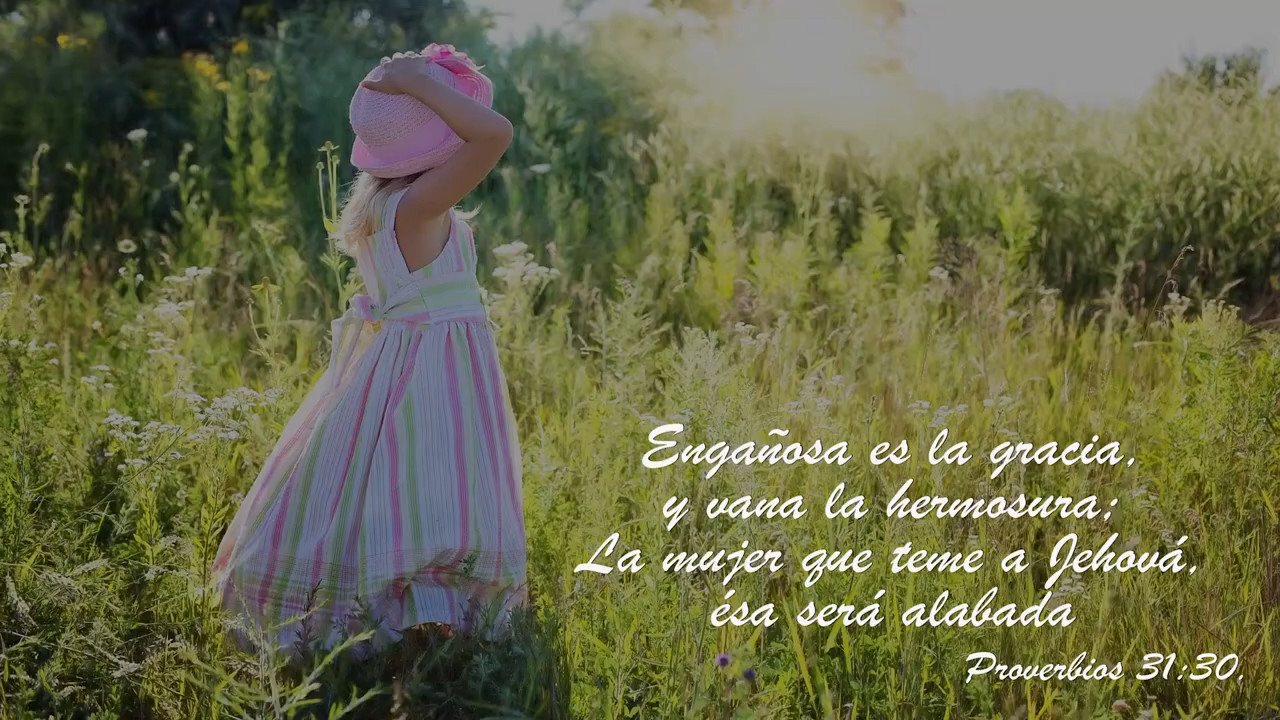 Engañosa es la gracia,
y vana la hermosura;
La mujer que teme a Jehová,
ésa será alabada
Proverbios 31:30.